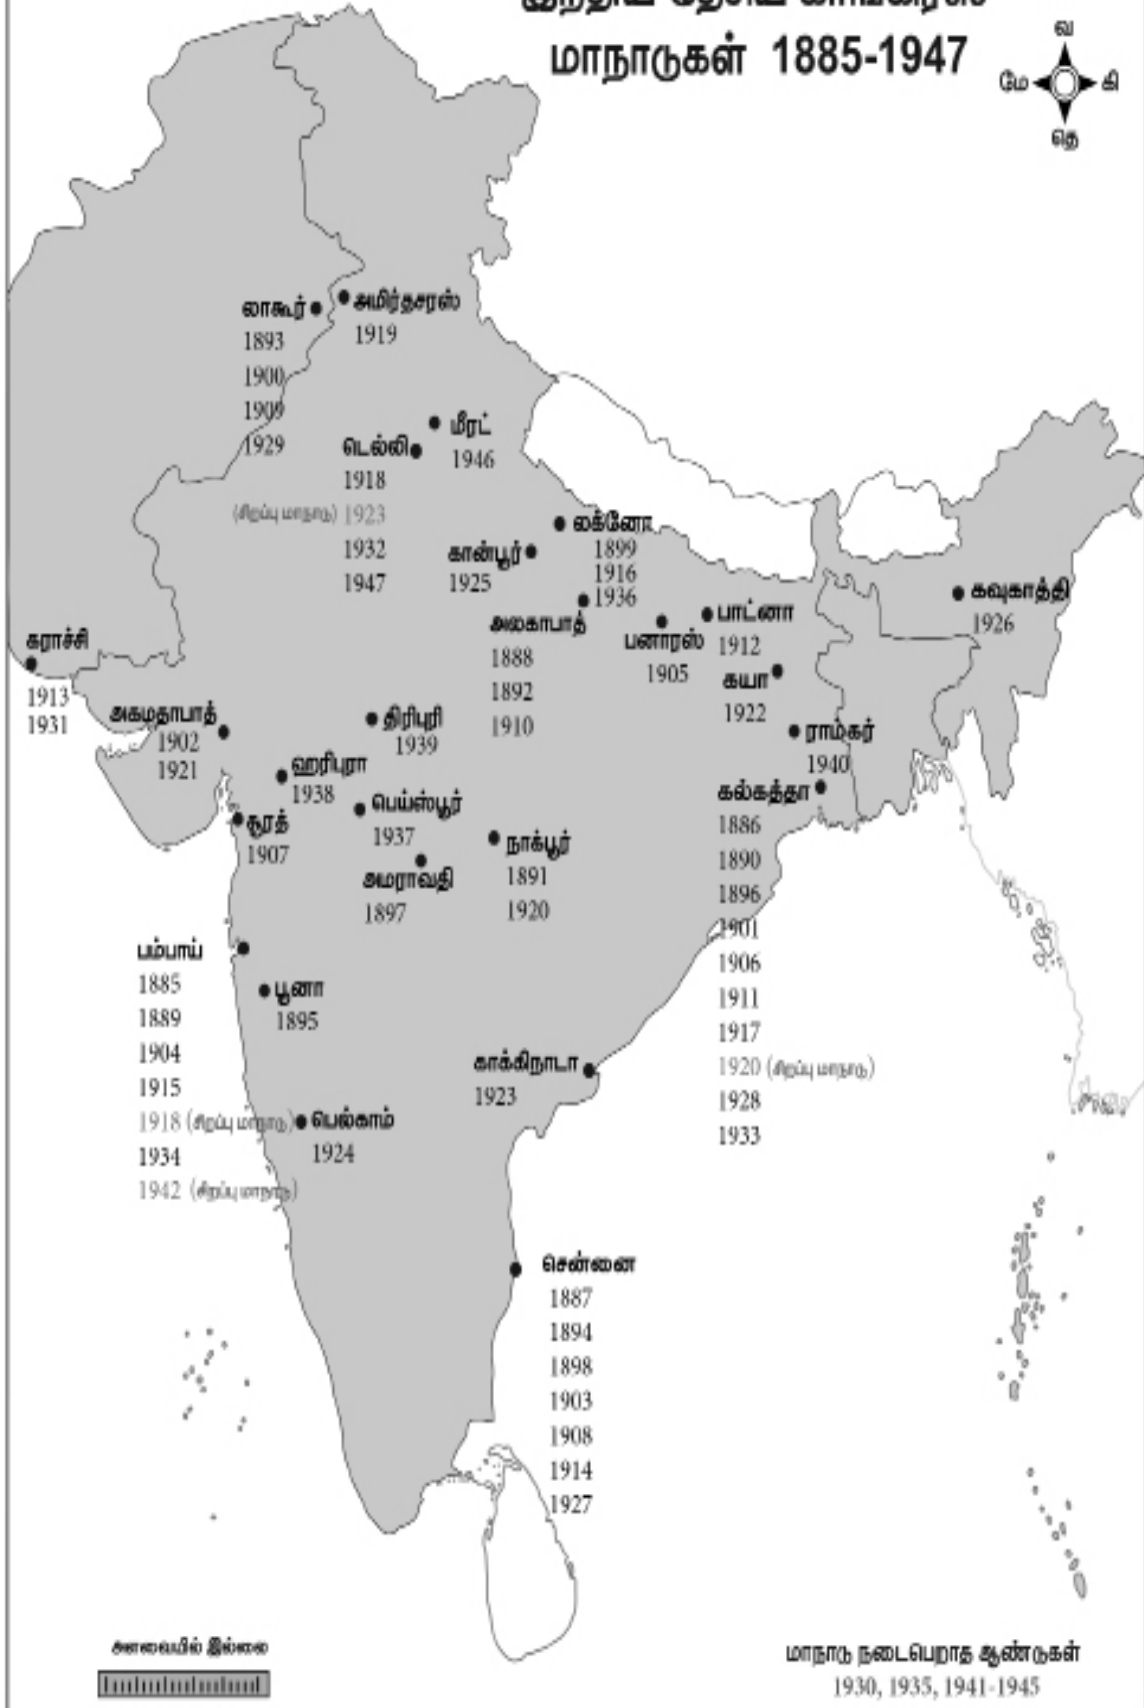 மாநாடுகள் 1885-1947
வ
மே
கி
தெ
லாகூர்
1893
1900
1909
1929
அமிர்தசரஸ்
1919
மீரட்
1946
டெல்லி
1918
(சிறப்பு மாநாடு) 1923
1932
1947
லக்னோ
1899
1916
1936
கான்பூர்
1925
அலகாபாத்
1888
1892
1910
பனாரஸ்
1905
பாட்னா
1912
கவுகாத்தி
1926
கயா
1922
ராம்கர்
1940
கராச்சி
1913
1931
அகமதாபாத்
1902
1921
திரிபுரி
1939
ஹரிபுரா
1938
பெய்ஸ்பூர்
1937
சூரத்
1907
நாக்பூர்
1891
1920
அமராவதி
1897
கல்கத்தா
1886
1890
1896
1901
1906
1911
1917
1920 (சிறப்பு மாநாடு)
1928
1933
பம்பாய்
1885
1889
1904
1915
1918 (சிறப்பு மாநாடு)
1934
1942 (சிறப்பு மாநாடு)
பூனா
1895
காக்கிநாடா
1923
பெல்காம்
1924
சென்னை
1887
1894
1898
1903
1908
1914
1927
அளவையில் இல்லை
மாநாடு நடைபெறாத ஆண்டுகள்
1930, 1935, 1941-1945